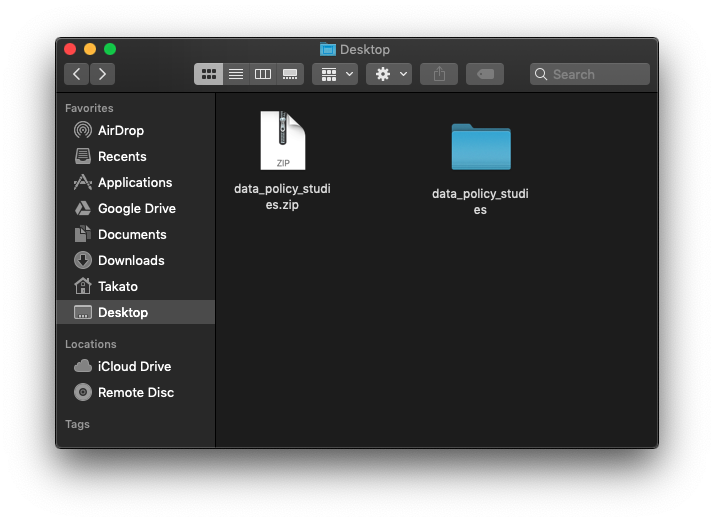 Desktop
Search
Favorites
AirDrop
Recents
Applications
Google Drive
Documents
Downloads
Takato
Desktop
Locations
iCloud Drive
Remote Disc
Tags
ZIP
data_policy_studi
es.zip
data_policy_studi
es